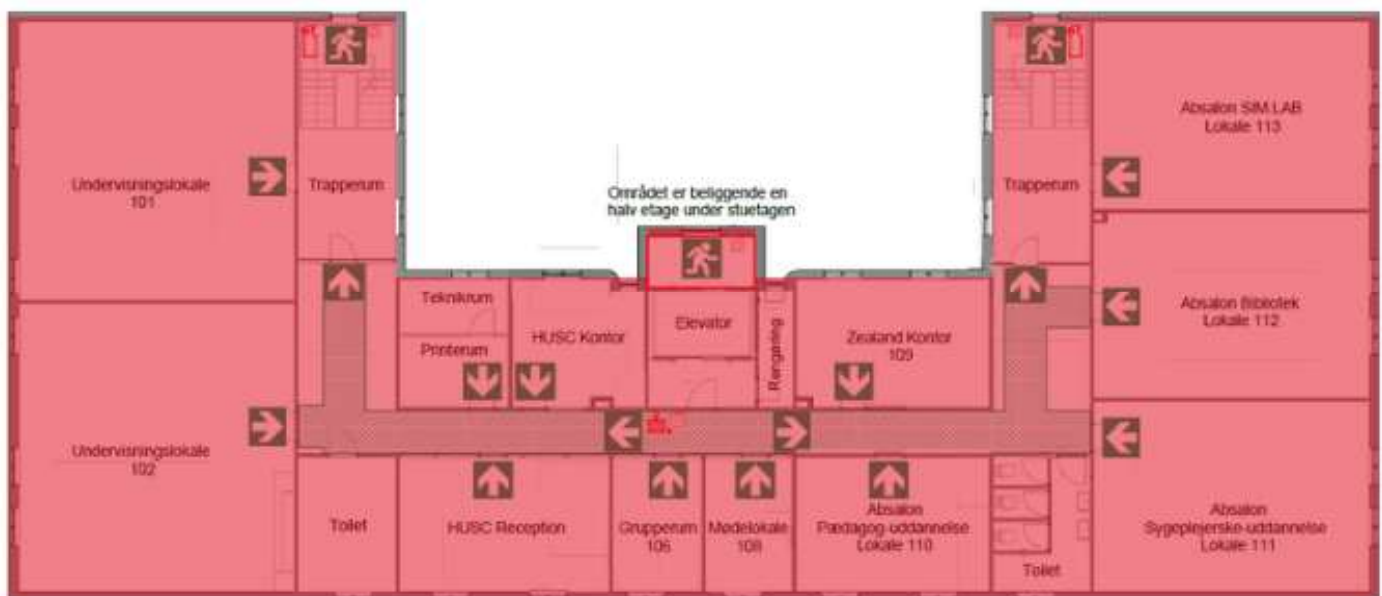 Absalon SIM.LAB
Lokale 113
Undervisningslokale
101
Trapperum
Området er beliggende en
halv etage under stuetagen
Trapperum
Teknikrum
HUSC Kontor
Elevator
Rengøring
Zealand Kontor
109
Absalon Bibliotek
Lokale 112
Printerum
Undervisningslokale
102
Toilet
HUSC Reception
Grupperum
106
Mødelokale
108
Absalon
Pædagog-uddannelse
Lokale 110
Toilet
Absalon
Sygeplejerske-uddannelse
Lokale 111